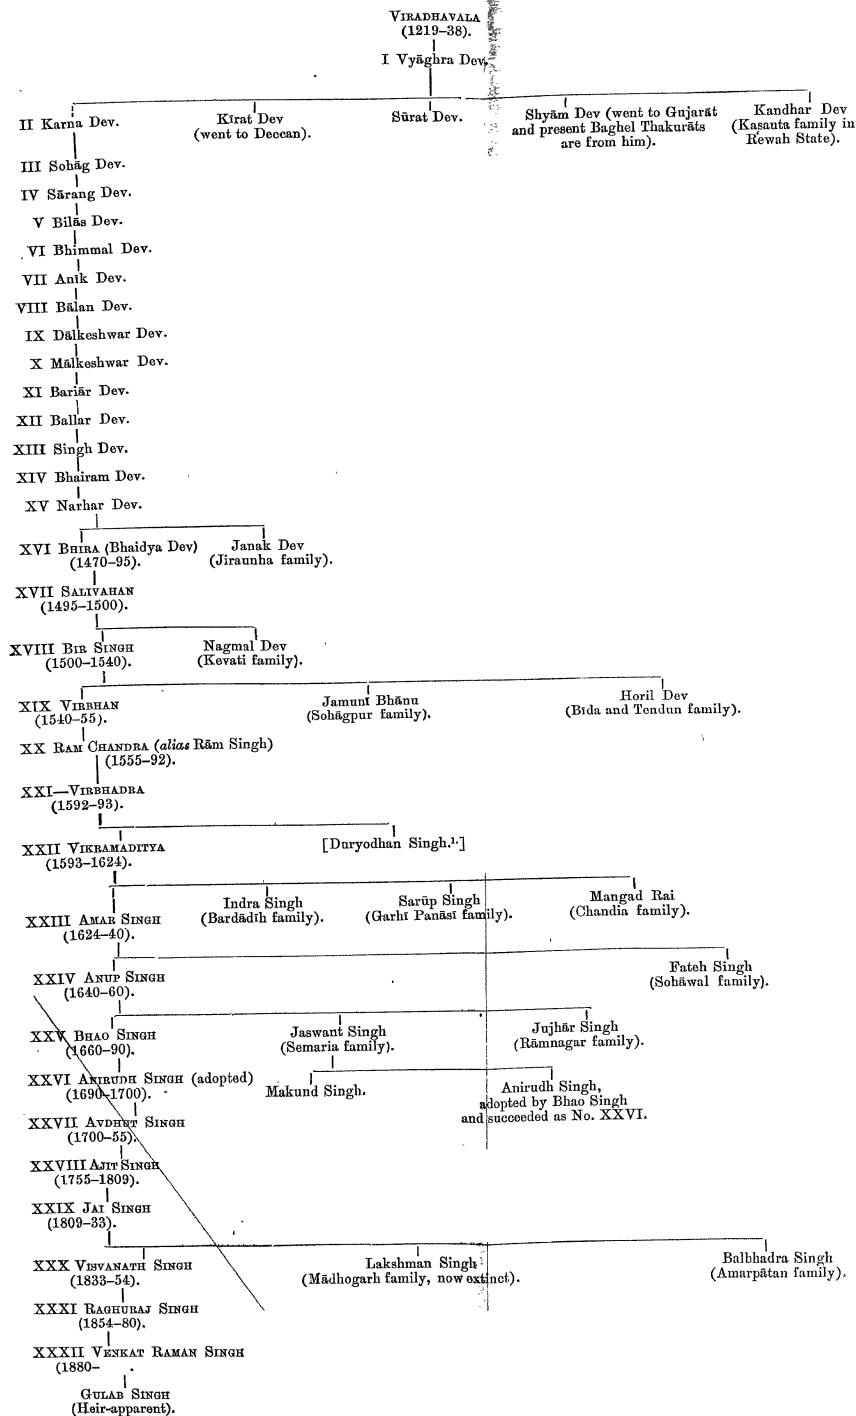 VIRADHAVALA
(1219–38).
I Vyāghra Dev.
II Karna Dev.
Kīrat Dev
(went to Deccan).
Sūrat Dev.
Shyām Dev (went to Gujarāt
and present Baghel Thakurāts
are from him).
Kandhar Dev
(Kasauta family in
Rewah State).
III Sohāg Dev.
IV Sārang Dev.
V Bilās Dev.
VI Bhimmal Dev.
VII Anīk Dev.
VIII Bālan Dev.
IX Dālkeshwar Dev.
X Mālkeshwar Dev.
XI Bariār Dev.
XII Ballar Dev.
XIII Singh Dev.
XIV Bhairam Dev.
XV Narhar Dev.
XVI BHIRA (Bhaidya Dev)
(1470–95).
Janak Dev
(Jiraunha family).
XVII SALIVAHAN
(1495–1500).
XVIII BIR SINGH
(1500–1540).
Nagmal Dev
(Kevati family).
XIX VIRBHAN
(1540–55).
Jamunī Bhānu
(Sohāgpur family).
Horil Dev
(Bīda and Tendun family).
XX RAM CHANDRA (alias Rām Singh)
(1555–92).
XXI—VIRBHADRA
(1592–93).
XXII VIKRAMADITYA
(1593–1624).
[Duryodhan Singh.¹·]
XXIII AMAR SINGH
(1624–40).
Indra Singh
(Bardādīh family).
Sarūp Singh
(Garhī Panāsī family).
Mangad Rai
(Chandia family).
XXIV ANUP SINGH
(1640–60).
Fateh Singh
(Sohāwal family).
XXV BHAO SINGH
(1660–90).
Jaswant Singh
(Semaria family).
Jujhār Singh
(Rāmnagar family).
XXVI ANIRUDH SINGH (adopted)
(1690–1700).
Makund Singh.
Anirudh Singh,
adopted by Bhao Singh
and succeeded as No. XXVI.
XXVII AVDHUT SINGH
(1700–55).
XXVIII AJIT SINGH
(1755–1809).
XXIX JAI SINGH
(1809–33).
XXX VISVANATH SINGH
(1833–54).
Lakshman Singh
(Mādhogarh family, now extinct).
Balbhadra Singh
(Amarpātan family).
XXXI RAGHURAJ SINGH
(1854–80).
XXXII VENKAT RAMAN SINGH
(1880– .
GULAB SINGH
(Heir-apparent).